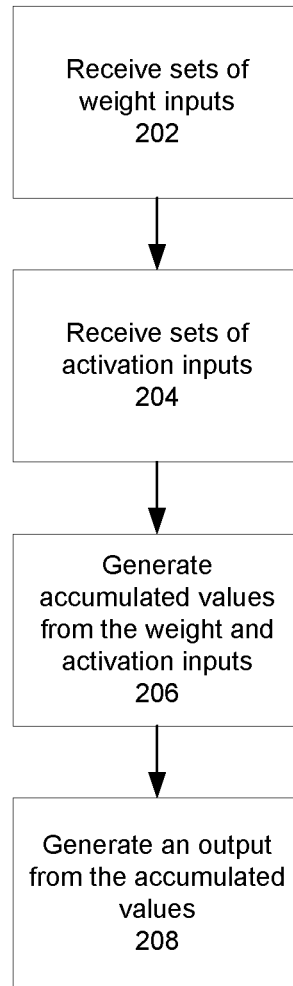 Receive sets of
weight inputs
202
Receive sets of
activation inputs
204
Generate
accumulated values
from the weight and
activation inputs
206
Generate an output
from the accumulated
values
208